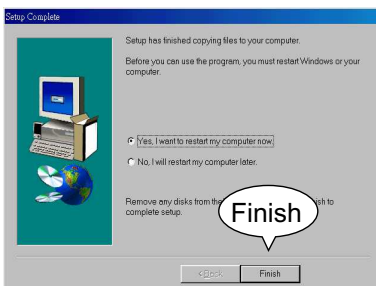 Setup Complete
Setup has finished copying files to your computer.
Before you can use the program, you must restart Windows or your
computer.
Yes, I want to restart my computer now.
No, I will restart my computer later.
Remove any disks from the ish to
complete setup.
Finish
< Back Finish